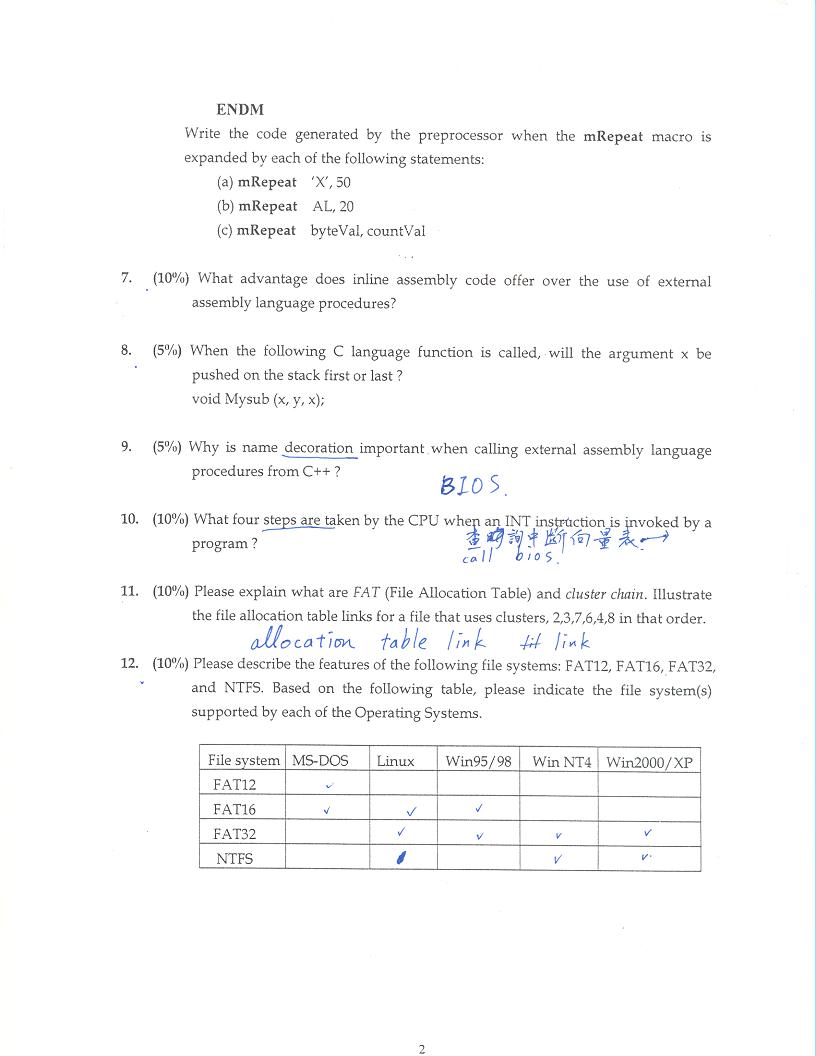 ENDM
Write the code generated by the preprocessor when the mRepeat macro is
expanded by each of the following statements:
(a) mRepeat ‘X’, 50
(b) mRepeat AL, 20
(c) mRepeat byteVal, countVal
7. (10%) What advantage does inline assembly code offer over the use of external
assembly language procedures?
8. (5%) When the following C language function is called, will the argument x be
pushed on the stack first or last ?
void Mysub (x, y, x);
9. (5%) Why is name decoration important when calling external assembly language
procedures from C++ ?
BIOS.
10. (10%) What four steps are taken by the CPU when an INT instruction is invoked by a
program ?
查詢中斷向量表→
call bios.
11. (10%) Please explain what are FAT (File Allocation Table) and cluster chain. Illustrate
the file allocation table links for a file that uses clusters, 2,3,7,6,4,8 in that order.
allocation table link link
12. (10%) Please describe the features of the following file systems: FAT12, FAT16, FAT32,
and NTFS. Based on the following table, please indicate the file system(s)
supported by each of the Operating Systems.
File system MS-DOS Linux Win95/98 Win NT4 Win2000/XP
FAT12 ✓
FAT16 ✓ ✓ ✓
FAT32 ✓ ✓ ✓ ✓
NTFS ✓ ✓
2